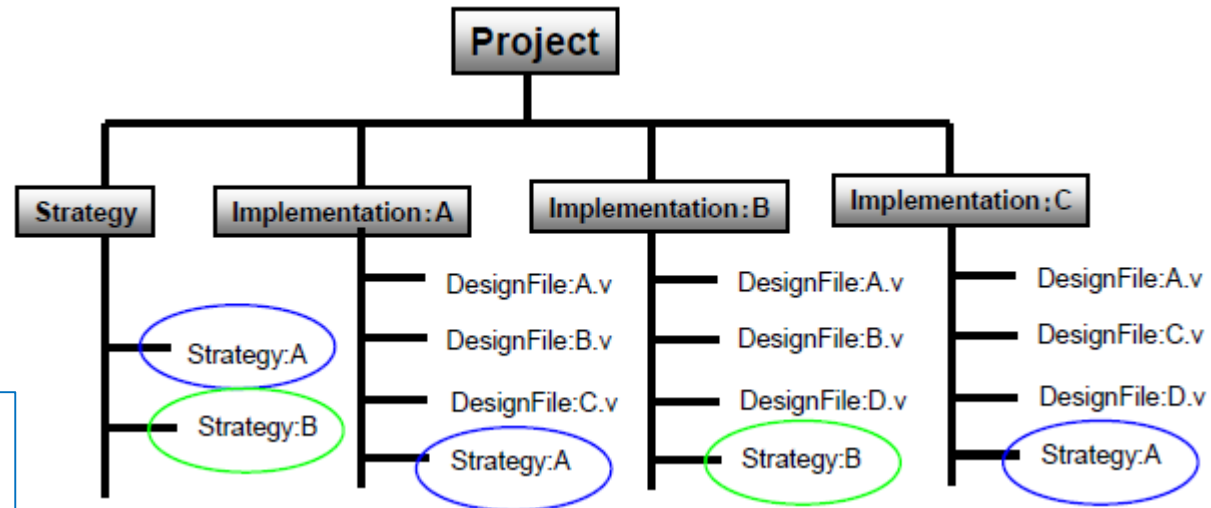 Project
Strategy
Implementation:A
Implementation:B
Implementation:C
Strategy:A
Strategy:B
DesignFile:A.v
DesignFile:B.v
DesignFile:C.v
Strategy:A
DesignFile:A.v
DesignFile:B.v
DesignFile:D.v
Strategy:B
DesignFile:A.v
DesignFile:C.v
DesignFile:D.v
Strategy:A